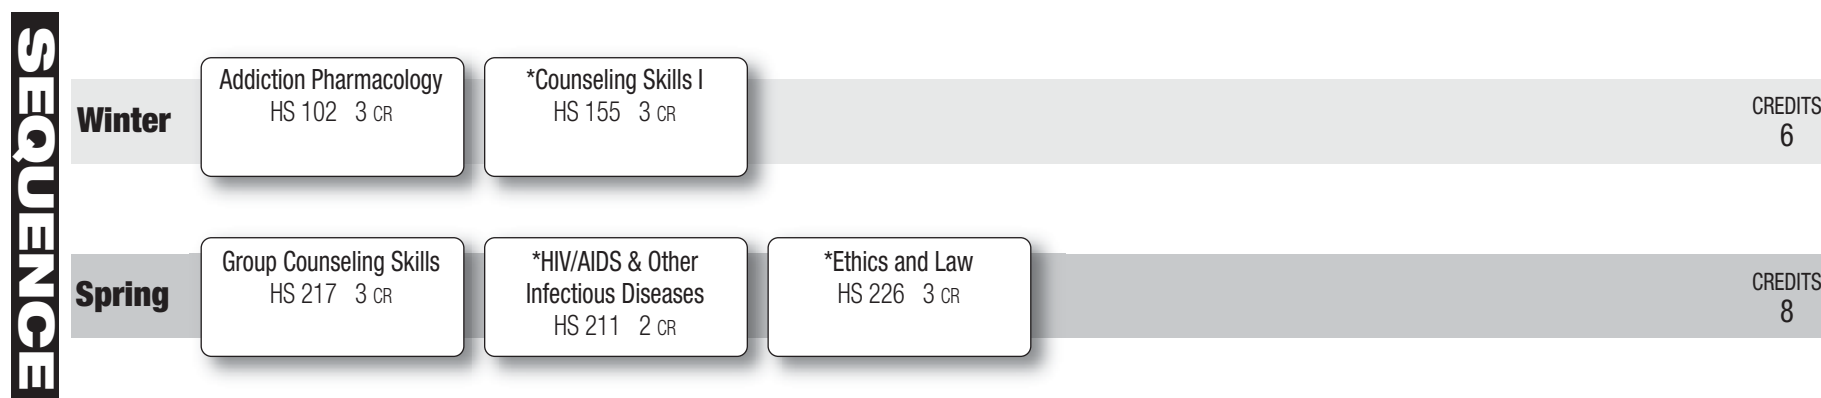 SEQUENCE
Winter
Addiction Pharmacology
HS 102 3 CR
*Counseling Skills I
HS 155 3 CR
CREDITS
6
Spring
Group Counseling Skills
HS 217 3 CR
*HIV/AIDS & Other
Infectious Diseases
HS 211 2 CR
*Ethics and Law
HS 226 3 CR
CREDITS
8